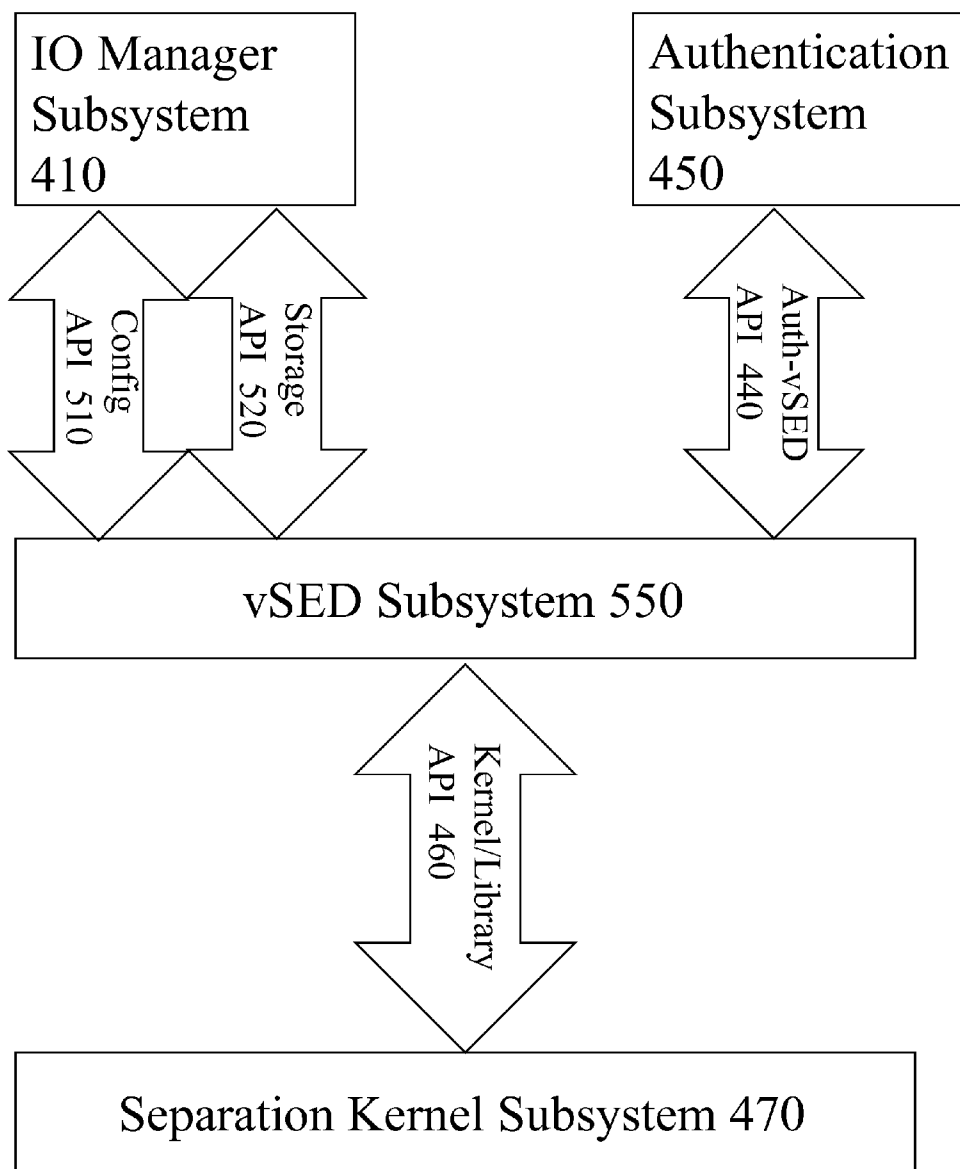 IO Manager
Subsystem
410
Authentication
Subsystem
450
Config
API 510
Storage
API 520
Auth-vSED
API 440
vSED Subsystem 550
Kernel/Library
API 460
Separation Kernel Subsystem 470